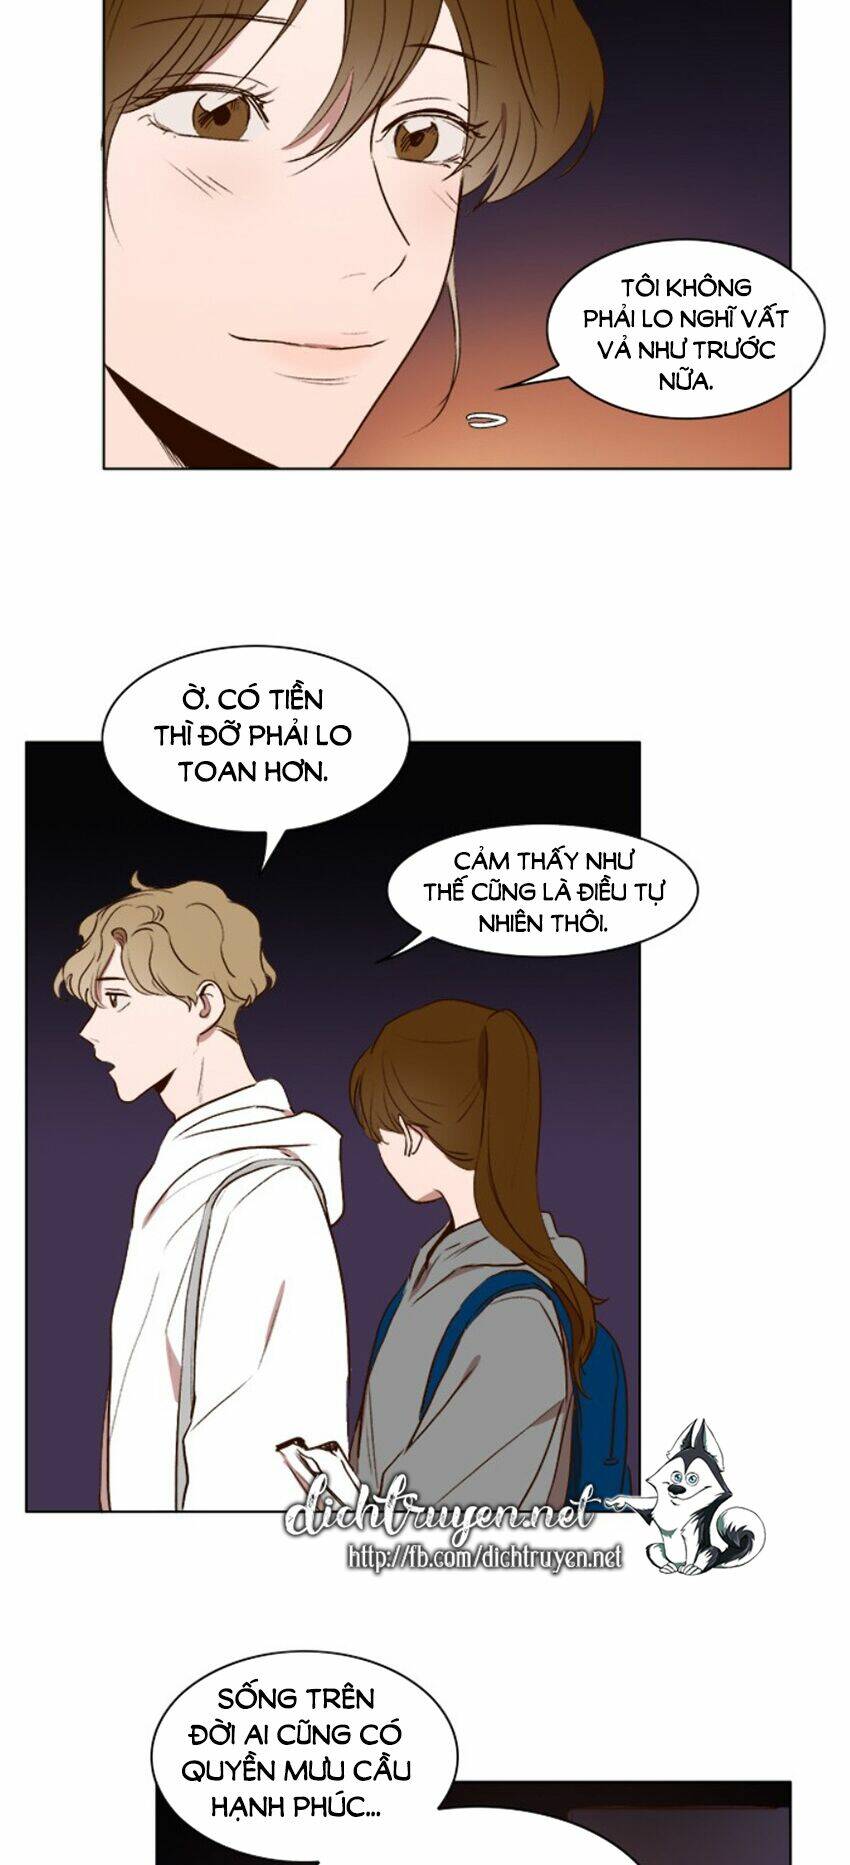 TÔI KHÔNG
PHẢI LO NGHĨ VẤT
VẢ NHƯ TRƯỚC
NỮA.
Ờ. CÓ TIỀN
THÌ ĐỠ PHẢI LO
TOAN HƠN.
CẢM THẤY NHƯ
THẾ CŨNG LÀ ĐIỀU TỰ
NHIÊN THÔI.
dichtruyen.net
http://fb.com/dichtruyen.net
SỐNG TRÊN
ĐỜI AI CŨNG CÓ
QUYỀN MƯU CẦU
HẠNH PHÚC...